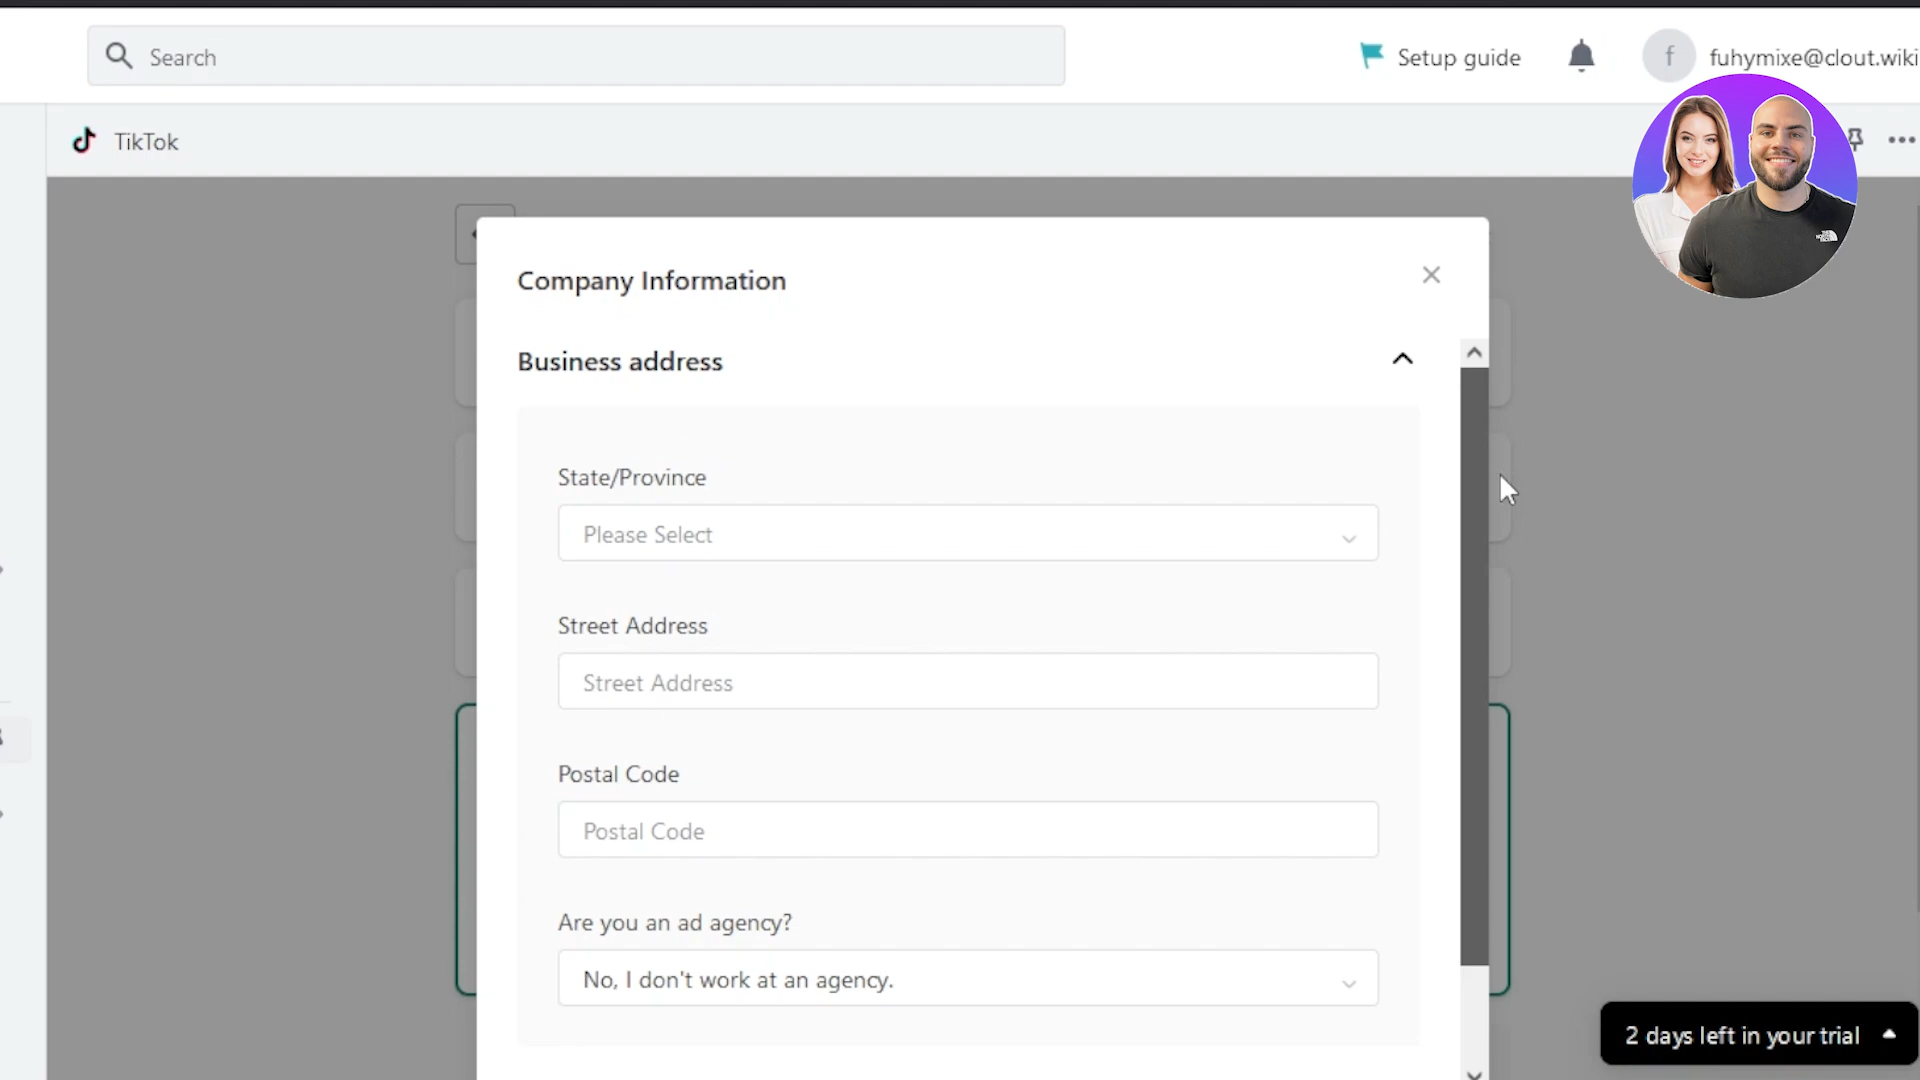 Search
Setup guide
f
fuhymixe@clout.wiki
TikTok
Company Information
Business address
State/Province
Please Select
Street Address
Street Address
Postal Code
Postal Code
Are you an ad agency?
No, I don't work at an agency.
2 days left in your trial